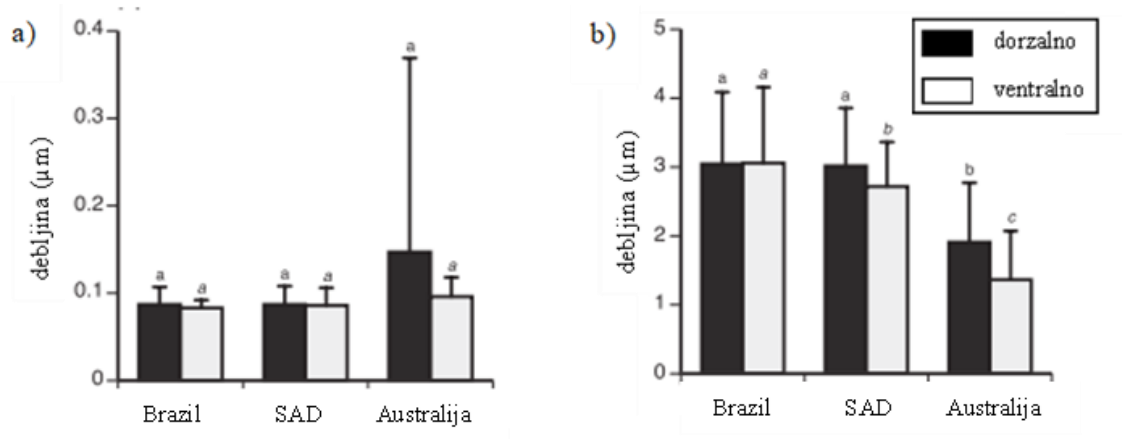 a)
debljina (µm)
0.4
0.3
0.2
0.1
0
a
a
a
a
a
a
Brazil
SAD
Australija
b)
debljina (µm)
5
4
3
2
1
0
a
a
a
b
b
c
Brazil
SAD
Australija
dorzalno
ventralno